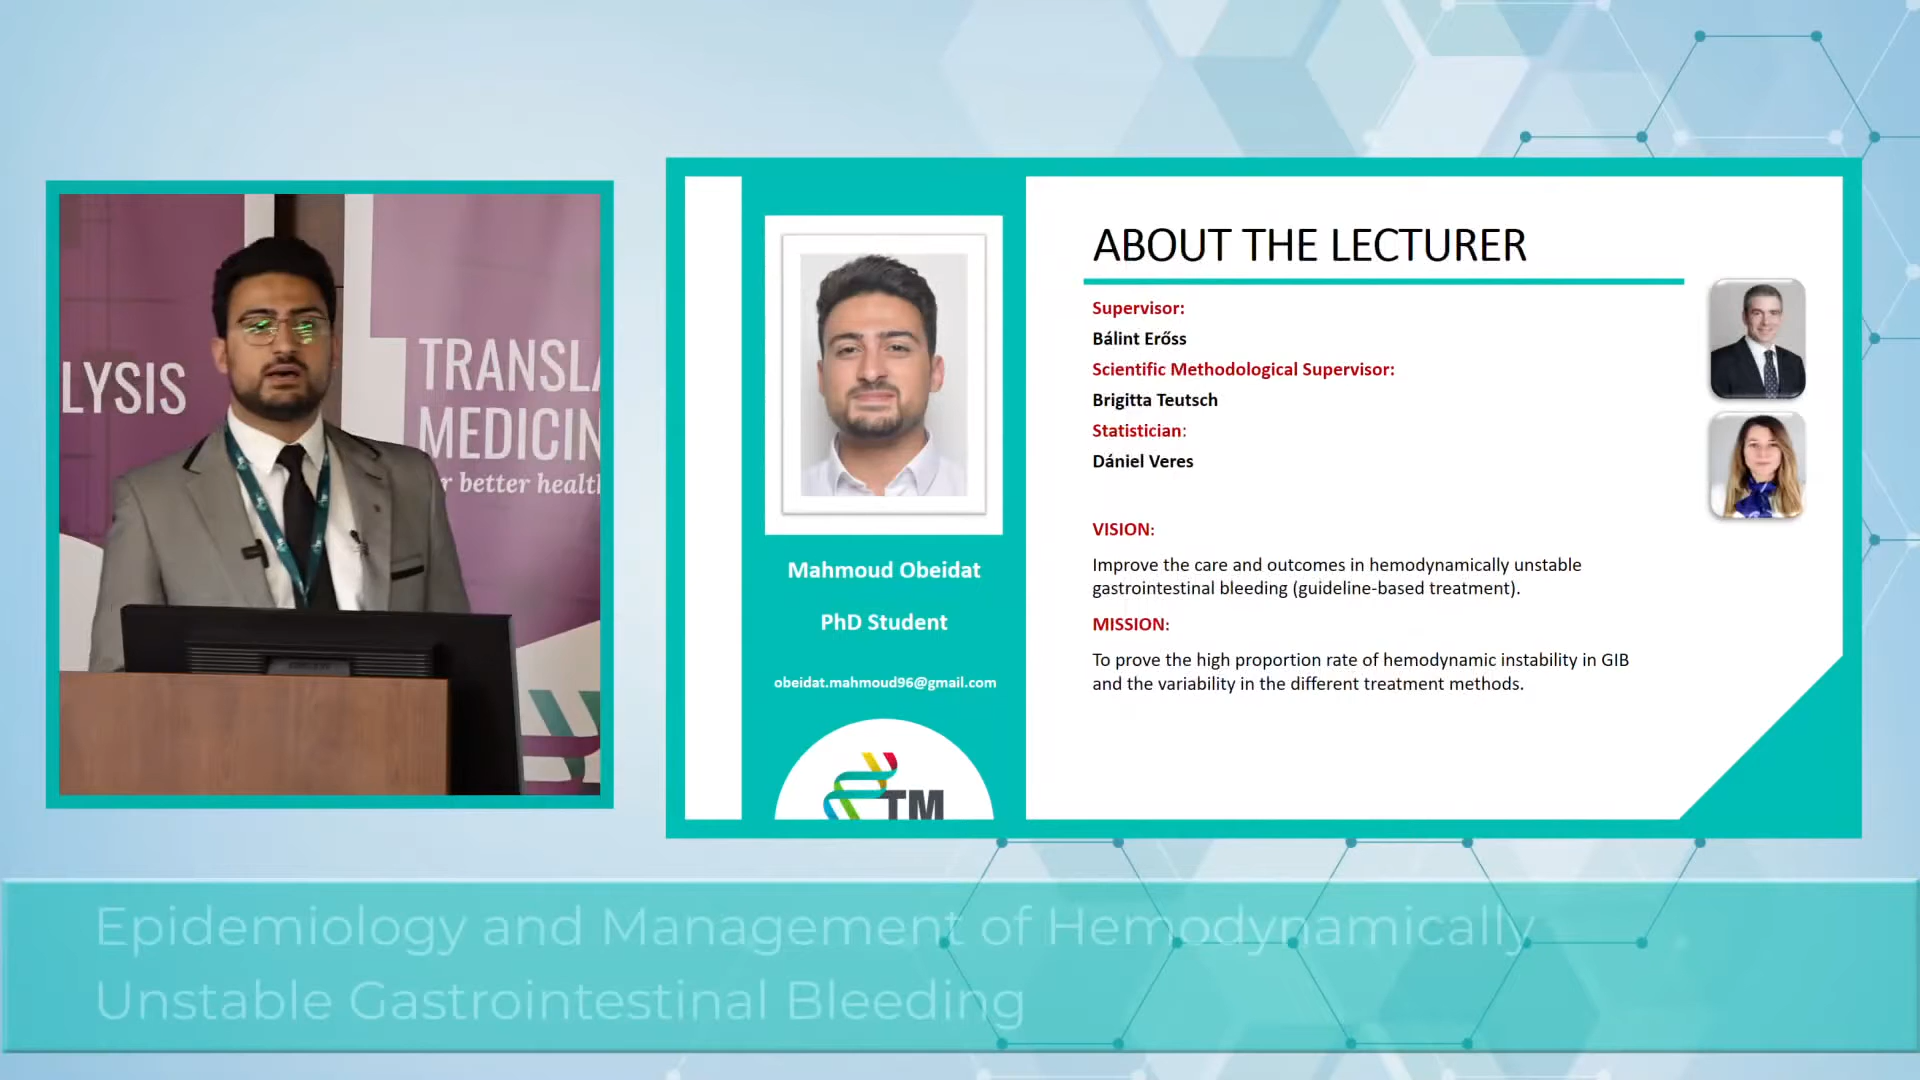 LYSIS
TRANSLA
MEDICIN
r better healt
ABOUT THE LECTURER
Supervisor:
Bálint Erőss
Scientific Methodological Supervisor:
Brigitta Teutsch
Statistician:
Dániel Veres
VISION:
Improve the care and outcomes in hemodynamically unstable
gastrointestinal bleeding (guideline-based treatment).
MISSION:
To prove the high proportion rate of hemodynamic instability in GIB
and the variability in the different treatment methods.
Mahmoud Obeidat
PhD Student
obeidat.mahmoud96@gmail.com
TM
Epidemiology and Management of Hemodynamically
Unstable Gastrointestinal Bleeding